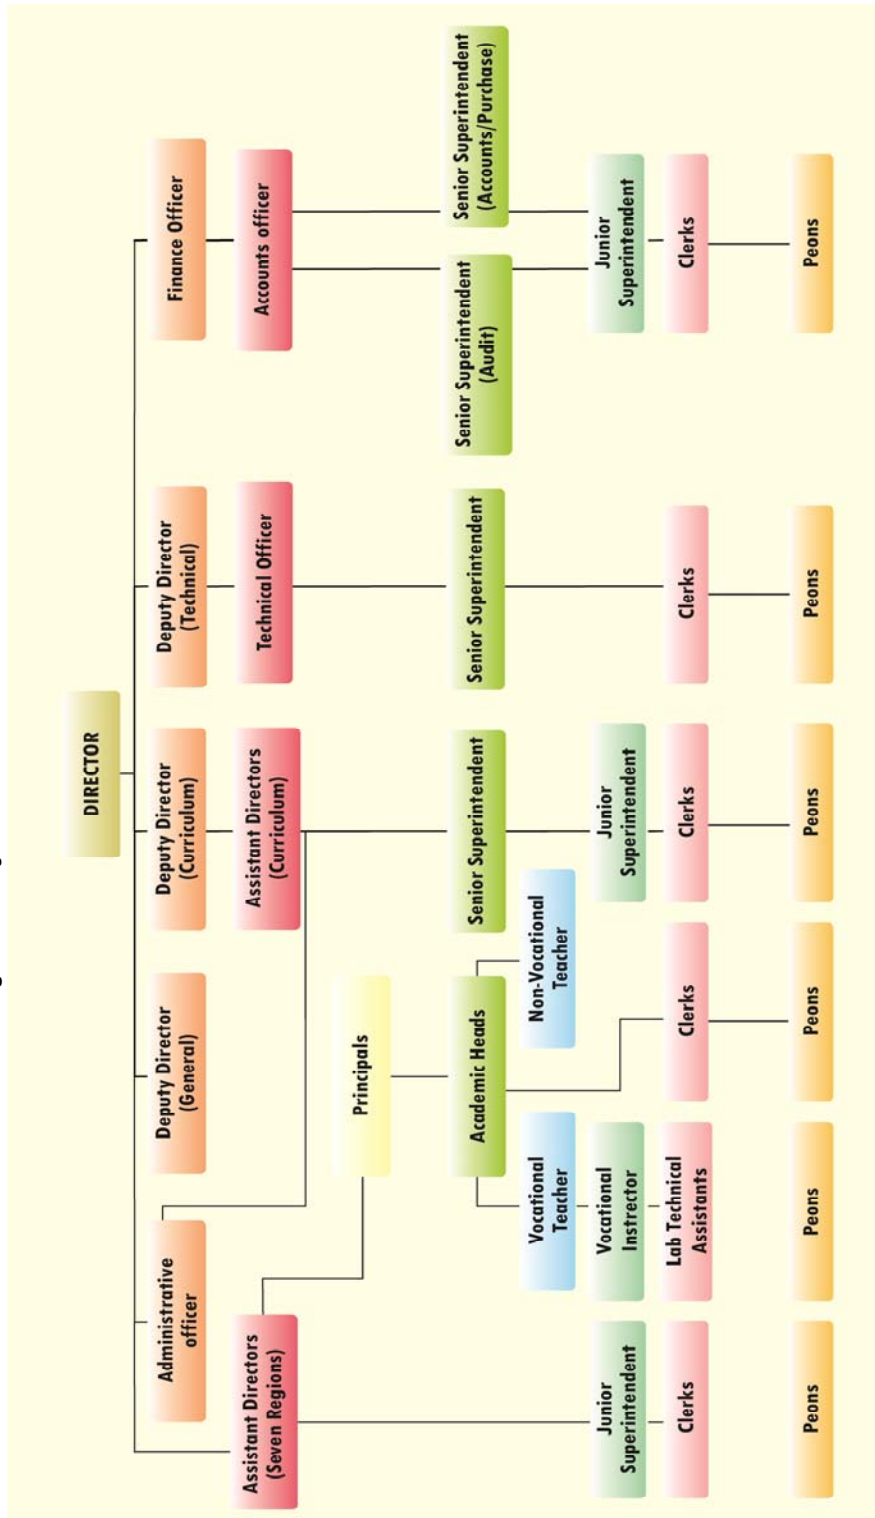 DIRECTOR
Administrative
officer
Deputy Director
(General)
Deputy Director
(Curriculum)
Deputy Director
(Technical)
Finance Officer
Assistant Directors
(Seven Regions)
Assistant Directors
(Curriculum)
Technical Officer
Accounts officer
Principals
Academic Heads
Senior Superintendent
Senior Superintendent
Senior Superintendent
(Audit)
Senior Superintendent
(Accounts/Purchase)
Vocational
Teacher
Non-Vocational
Teacher
Junior
Superintendent
Vocational
Instrector
Junior
Superintendent
Junior
Superintendent
Clerks
Lab Technical
Assistants
Clerks
Clerks
Clerks
Clerks
Peons
Peons
Peons
Peons
Peons
Peons